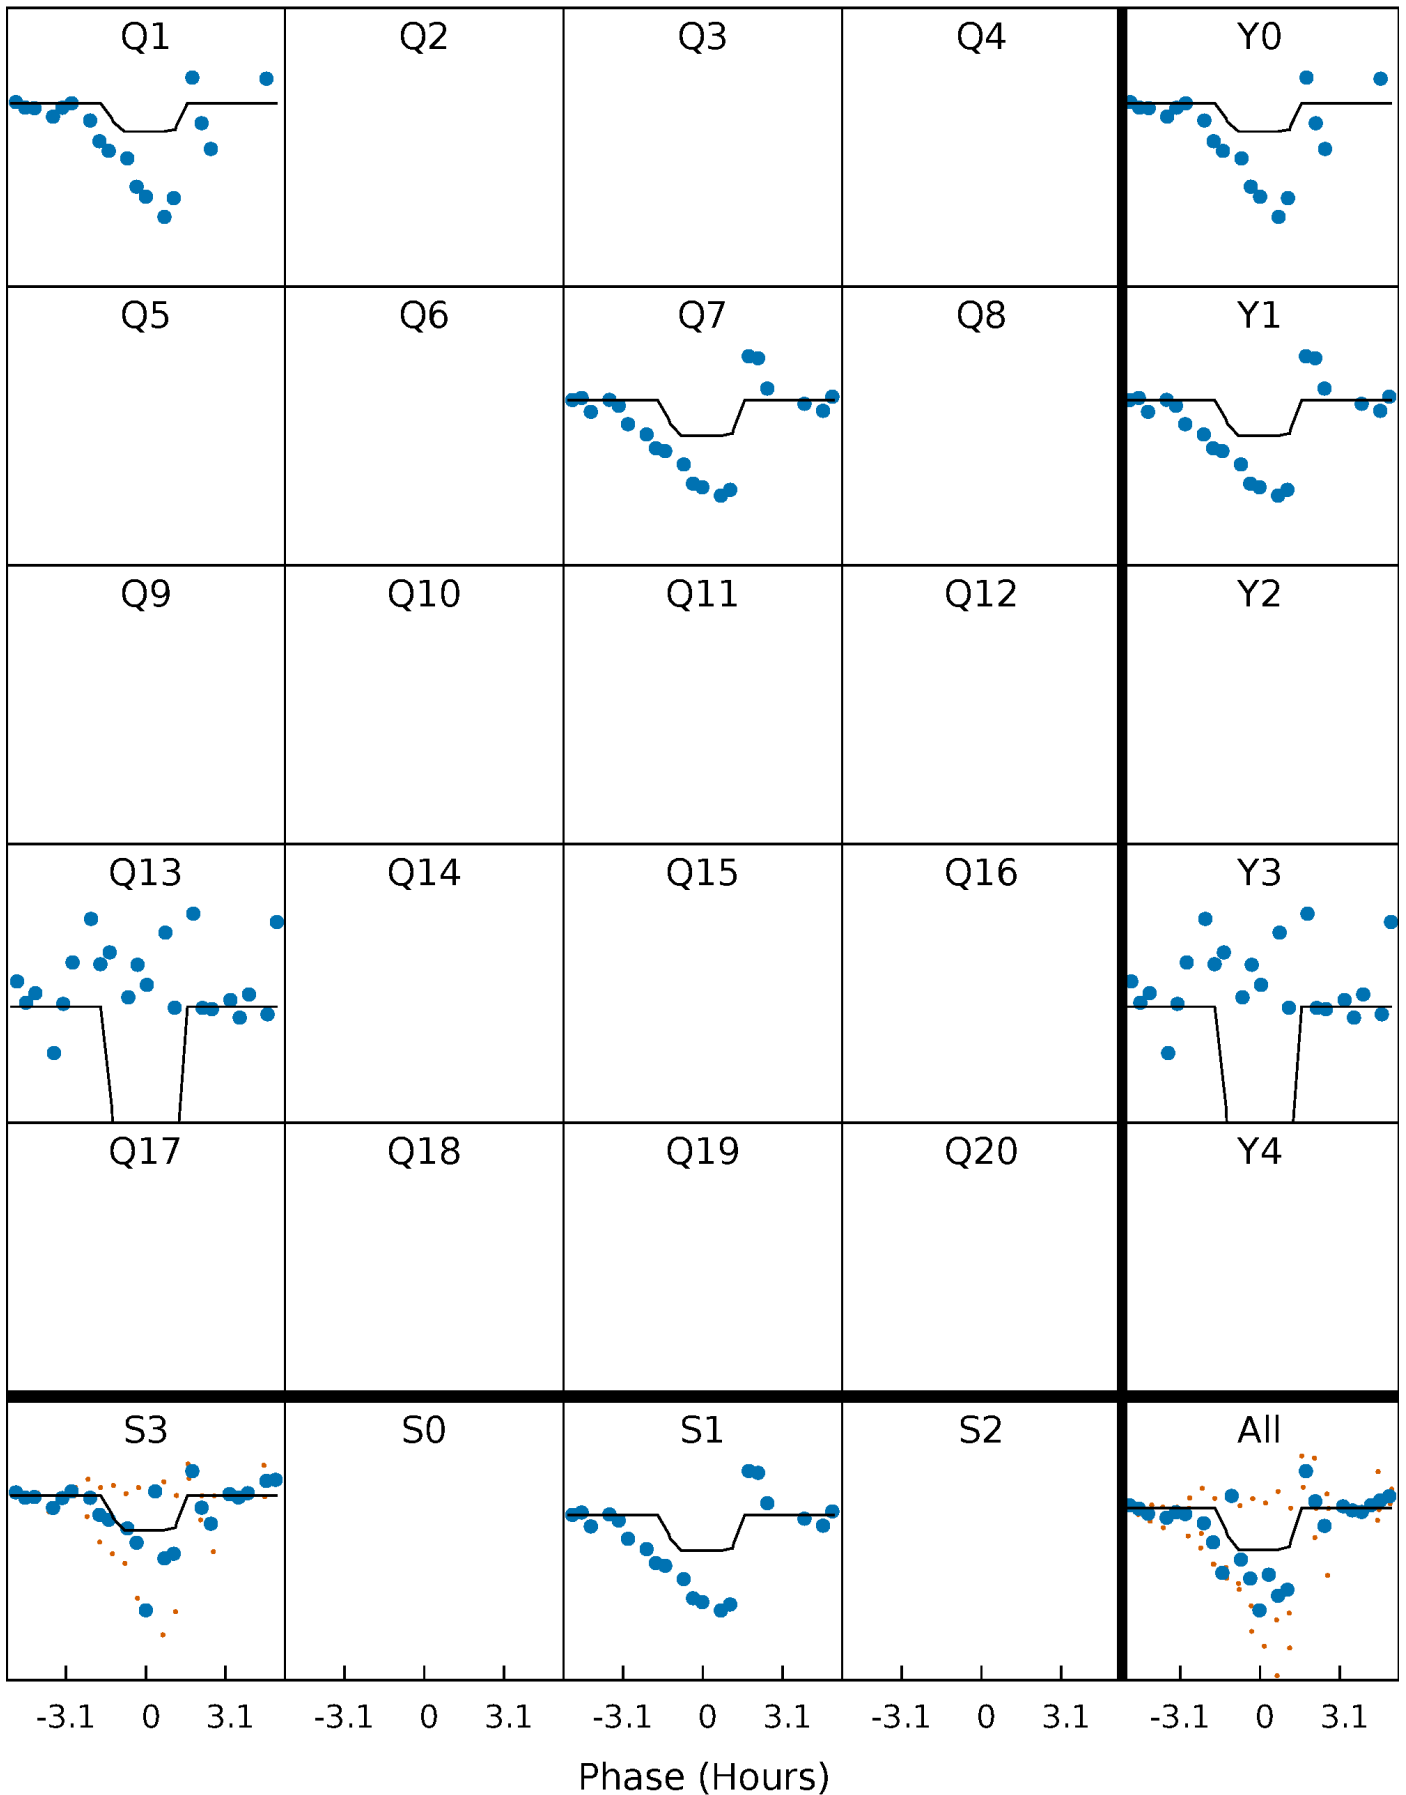 Q1 Q2 Q3 Q4 Y0
Q5 Q6 Q7 Q8 Y1
Q9 Q10 Q11 Q12 Y2
Q13 Q14 Q15 Q16 Y3
Q17 Q18 Q19 Q20 Y4
S3 S0 S1 S2 All
-3.1 0 3.1 -3.1 0 3.1 -3.1 0 3.1 -3.1 0 3.1 -3.1 0 3.1
Phase (Hours)